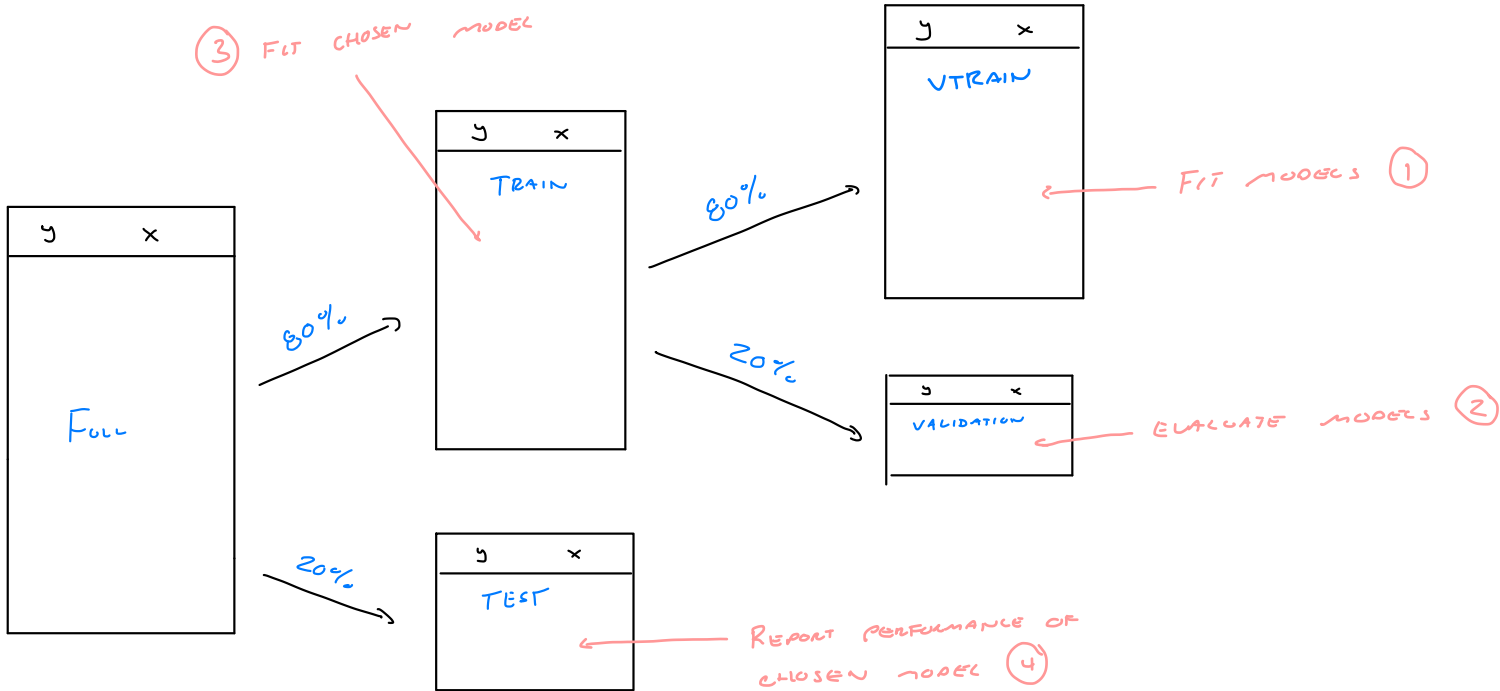 ③ FIT CHOSEN MODEL
y x
VTRAIN
y x
TRAIN
80%
FIT MODELS ①
y x
FULL
80%
20%
y x
VALIDATION
EVALUATE MODELS ②
20%
y x
TEST
REPORT PERFORMANCE OF
CHOSEN MODEL ④